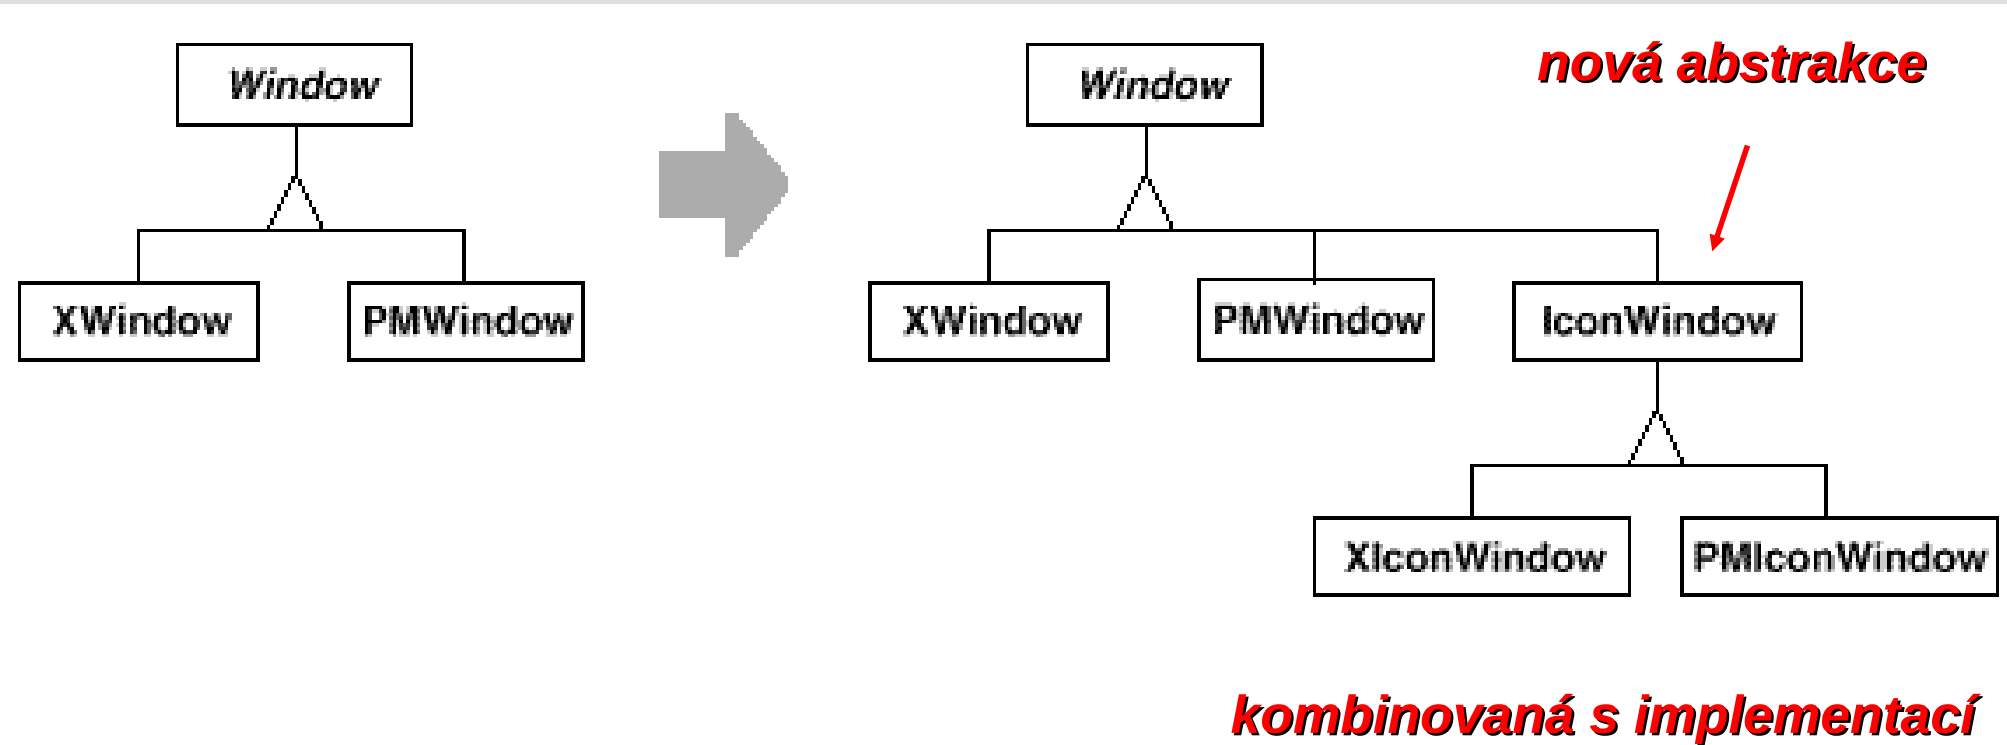 Window
XWindow
PMWindow
Window
nová abstrakce
XWindow
PMWindow
IconWindow
XIconWindow
PMIconWindow
kombinovaná s implementací